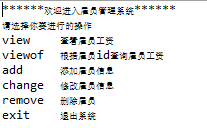 ******欢迎进入雇员管理系统******
请选择你要进行的操作
view 查看雇员工资
viewof 根据雇员id查询雇员工资
add 添加雇员信息
change 修改雇员信息
remove 删除雇员
exit 退出系统